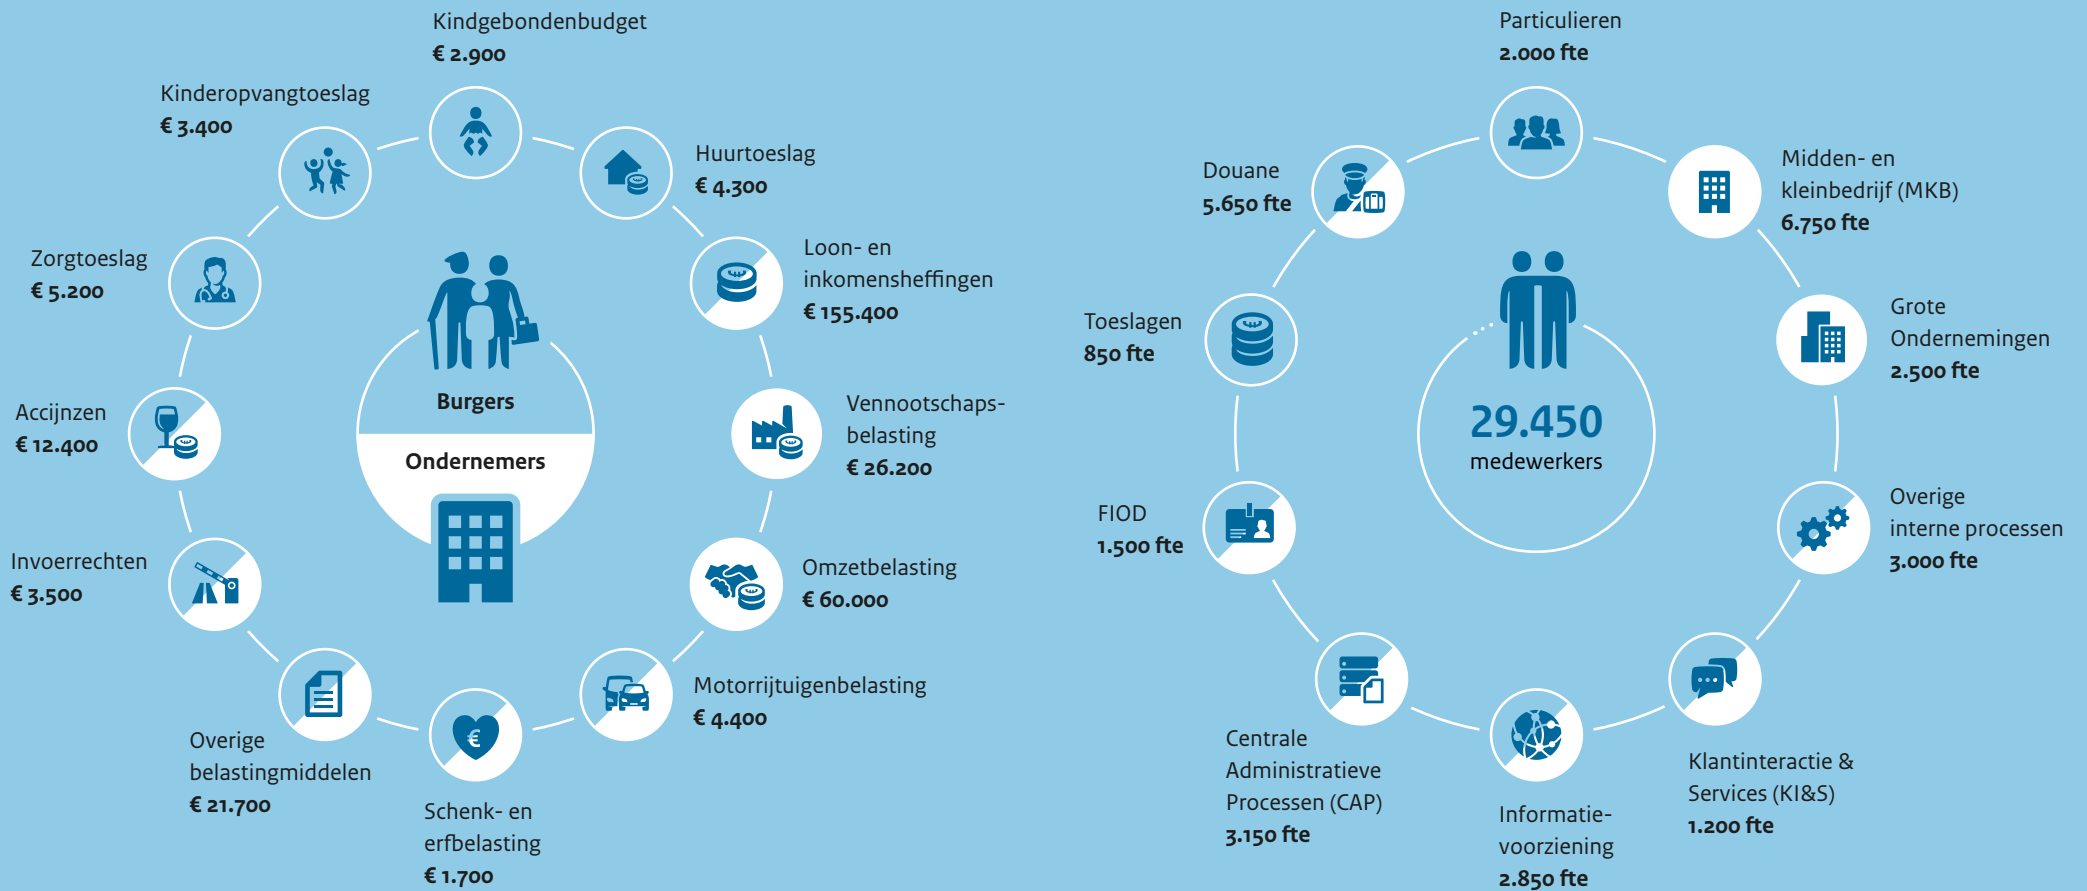 Kindgebondenbudget
€ 2.900
Kinderopvangtoeslag
€ 3.400
Huurtoeslag
€ 4.300
Zorgtoeslag
€ 5.200
Loon- en
inkomensheffingen
€ 155.400
Accijnzen
€ 12.400
Burgers
Ondernemers
Vennootschaps-
belasting
€ 26.200
Invoerrechten
€ 3.500
Omzetbelasting
€ 60.000
Overige
belastingmiddelen
€ 21.700
€
Schenk- en
erfbelasting
€ 1.700
Motorrijtuigenbelasting
€ 4.400
Particulieren
2.000 fte
Douane
5.650 fte
Midden- en
kleinbedrijf (MKB)
6.750 fte
Toeslagen
850 fte
Grote
Ondernemingen
2.500 fte
29.450
medewerkers
FIOD
1.500 fte
Overige
interne processen
3.000 fte
Centrale
Administratieve
Processen (CAP)
3.150 fte
Informatie-
voorziening
2.850 fte
Klantinteractie &
Services (KI&S)
1.200 fte